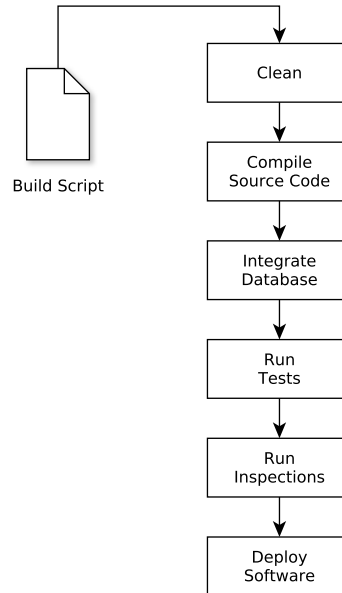 Clean
Build Script
Compile
Source Code
Integrate
Database
Run
Tests
Run
Inspections
Deploy
Software